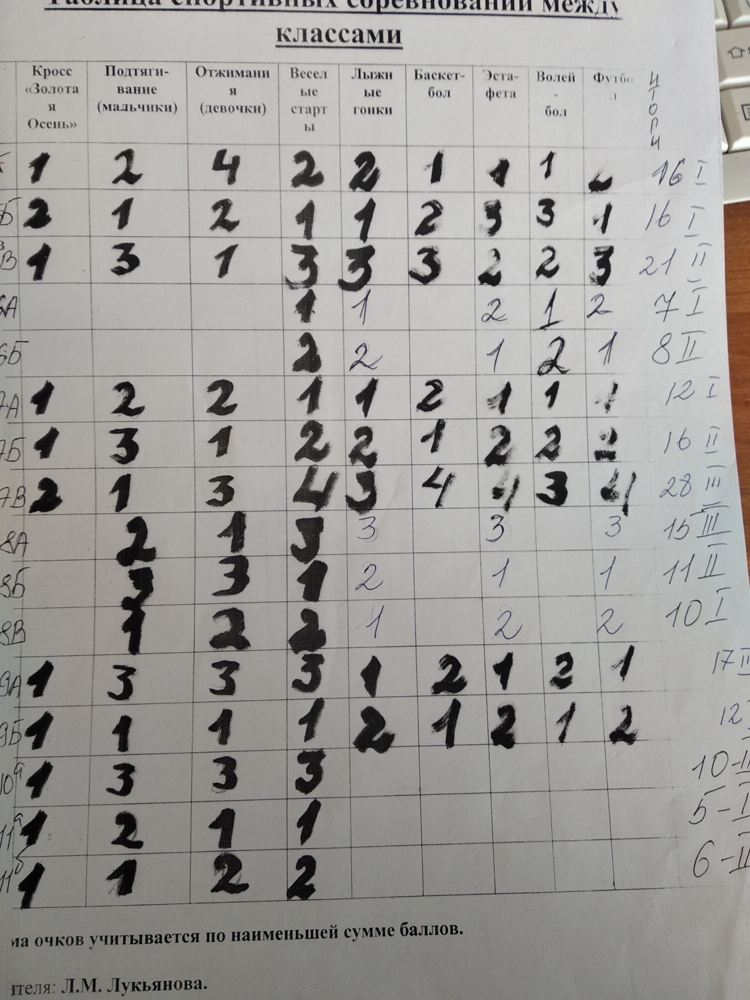 Таблица спортивных соревнований между
классами
Кросс «Золотая Осень» Подтяги-вание (мальчики) Отжимания (девочки) Веселые старты Лыжные гонки Баскет-бол Эста-фета Волей-бол Футбол Итоги
1 2 4 2 2 1 1 1 2 16 I
Б 2 1 2 1 1 2 3 3 1 16 I
В 1 3 1 3 3 3 2 2 3 21 II
6А 1 1 2 1 2 7 I
6Б 2 2 1 2 1 8 II
7А 1 2 2 1 1 2 1 1 1 12 I
7Б 1 3 1 2 2 1 2 2 2 16 II
7В 2 1 3 4 3 4 4 3 4 28 III
8А 2 1 3 3 3 3 15 III
8Б 3 3 1 2 1 1 11 II
8В 1 2 2 1 2 2 10 I
9А 1 3 3 3 1 2 1 2 1 17 II
9Б 1 1 1 1 2 1 2 1 2 12
10а 1 3 3 3 10-
11а 1 2 1 1 5-I
11б 1 1 2 2 6-II
ма очков учитывается по наименьшей сумме баллов.
ителя: Л.М. Лукьянова.